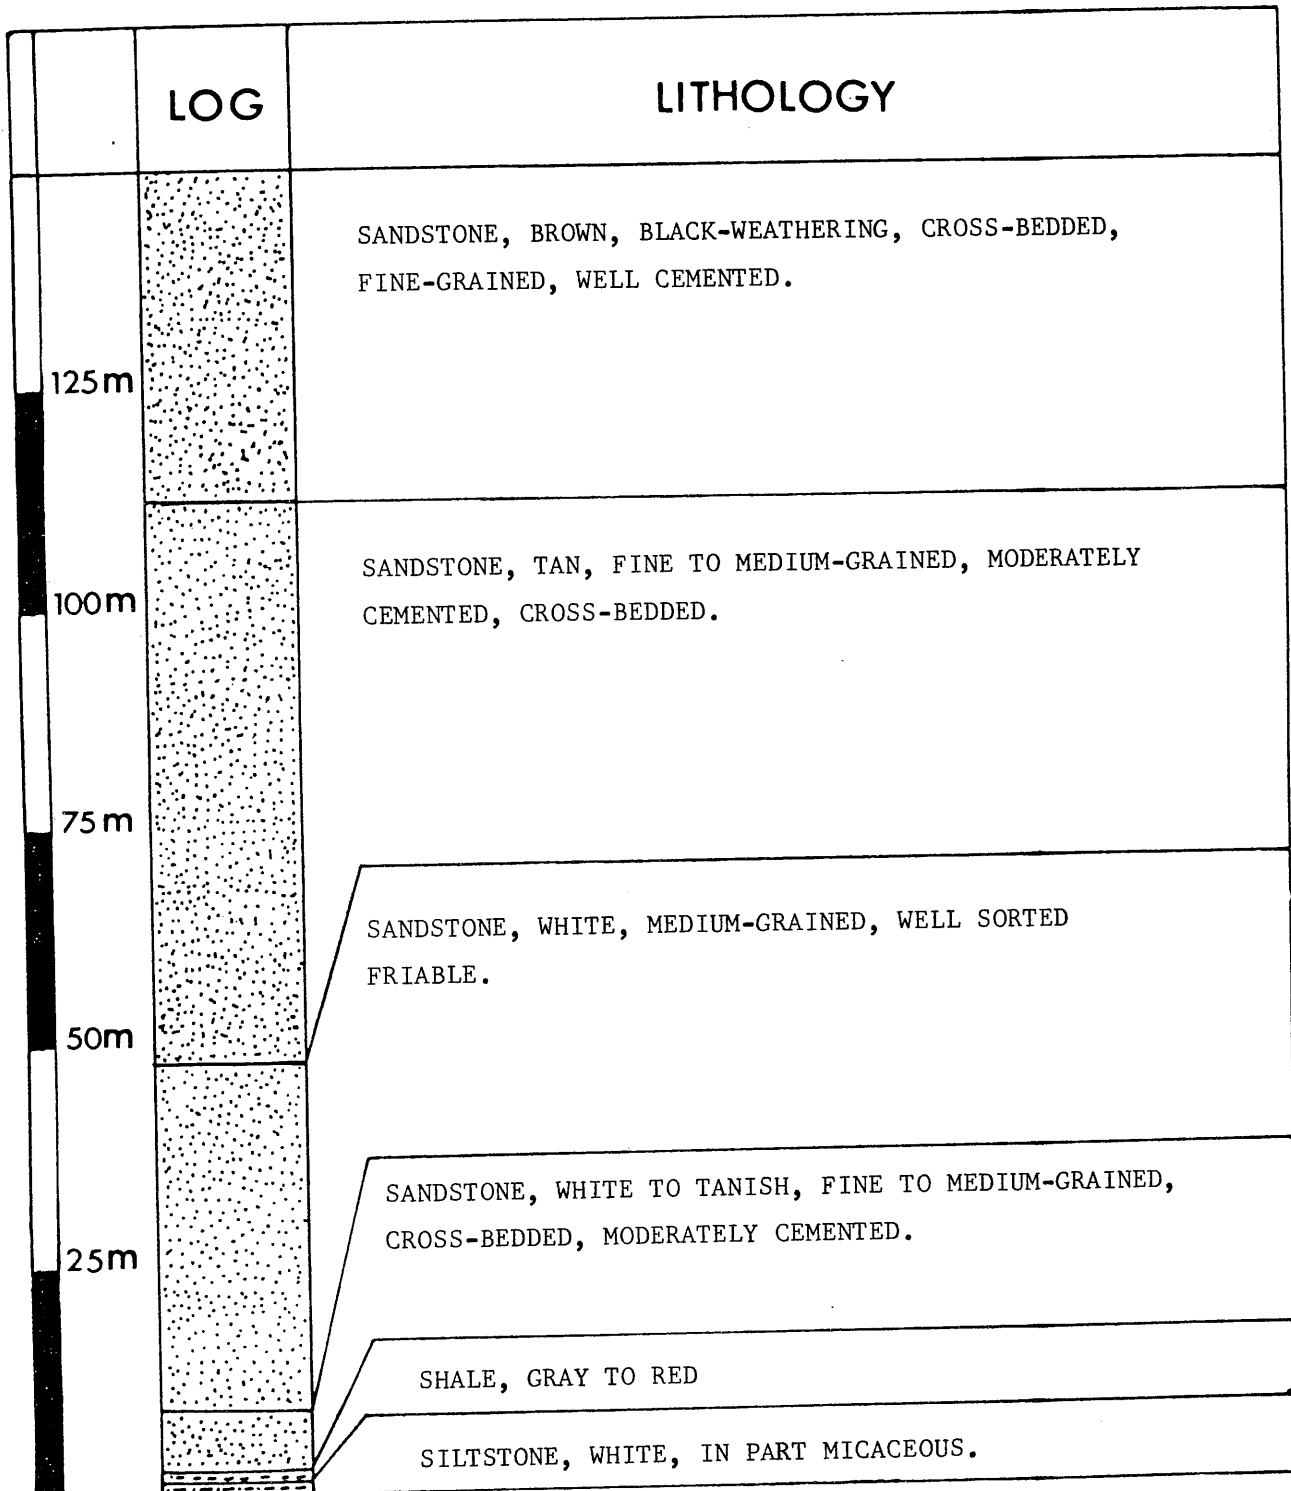 LOG
LITHOLOGY
SANDSTONE, BROWN, BLACK-WEATHERING, CROSS-BEDDED,
FINE-GRAINED, WELL CEMENTED.
125m
SANDSTONE, TAN, FINE TO MEDIUM-GRAINED, MODERATELY
CEMENTED, CROSS-BEDDED.
100m
75m
SANDSTONE, WHITE, MEDIUM-GRAINED, WELL SORTED
FRIABLE.
50m
SANDSTONE, WHITE TO TANISH, FINE TO MEDIUM-GRAINED,
CROSS-BEDDED, MODERATELY CEMENTED.
25m
SHALE, GRAY TO RED
SILTSTONE, WHITE, IN PART MICACEOUS.